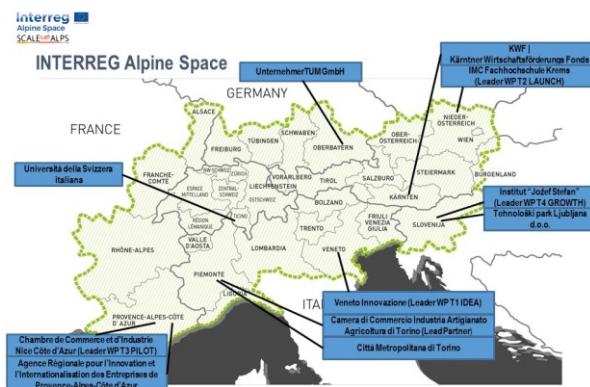 Interreg
Alpine Space
SCALE(up)ALPS
INTERREG Alpine Space
KWF |
Kärntner Wirtschaftsförderungs Fonds
IMC Fachhochschule Krems
(Leader WP T2 LAUNCH)
UnternehmerTUM GmbH
GERMANY
FRANCE
ALSACE
FREIBURG
TÜBINGEN
SCHWABEN
OBERBAYERN
OBER-
ÖSTERREICH
NIEDER-
ÖSTERREICH
WIEN
BURGENLAND
STEIERMARK
SALZBURG
KÄRNTEN
TIROL
VORARLBERG
LIECHTENSTEIN
OSTSCHWEIZ
ZÜRICH
NW SCHWEIZ
ZENTRAL
SCHWEIZ
ESPACE
MITTELLAND
FRANCHE-
COMTÉ
RÉGION
LÉMANIQUE
TICINO
Università della Svizzera
italiana
BOLZANO
TRENTO
FRIULI
VENEZIA
GIULIA
SLOVENIJA
VENETO
LOMBARDIA
VALLE
D'AOSTA
PIEMONTE
LIGURIA
RHÔNE-ALPES
PROVENCE-ALPES-CÔTE
D'AZUR
Institut "Jožef Stefan"
(Leader WP T4 GROWTH)
Tehnološki park Ljubljana
d.o.o.
Veneto Innovazione (Leader WP T1 IDEA)
Camera di Commercio Industria Artigianato
Agricoltura di Torino (Lead Partner)
Città Metropolitana di Torino
Chambre de Commerce et d'Industrie
Nice Côte d'Azur (Leader WP T3 PILOT)
Agence Régionale pour l'Innovation et
l'Internationalisation des Entreprises de
Provence-Alpes-Côte d'Azur